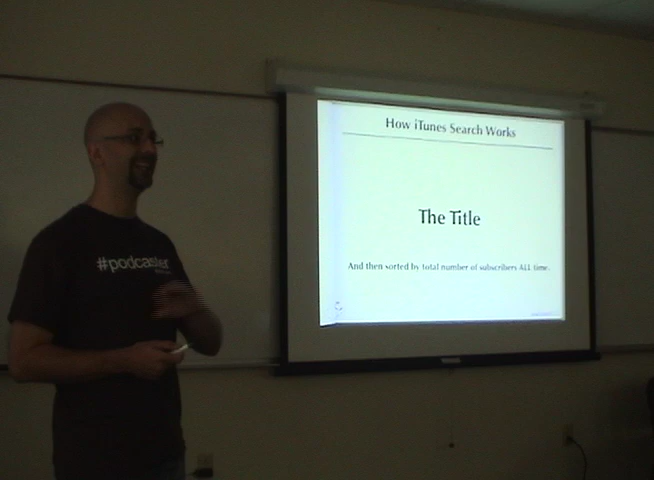 How iTunes Search Works
The Title
And then sorted by total number of subscribers ALL time.
#podcaster